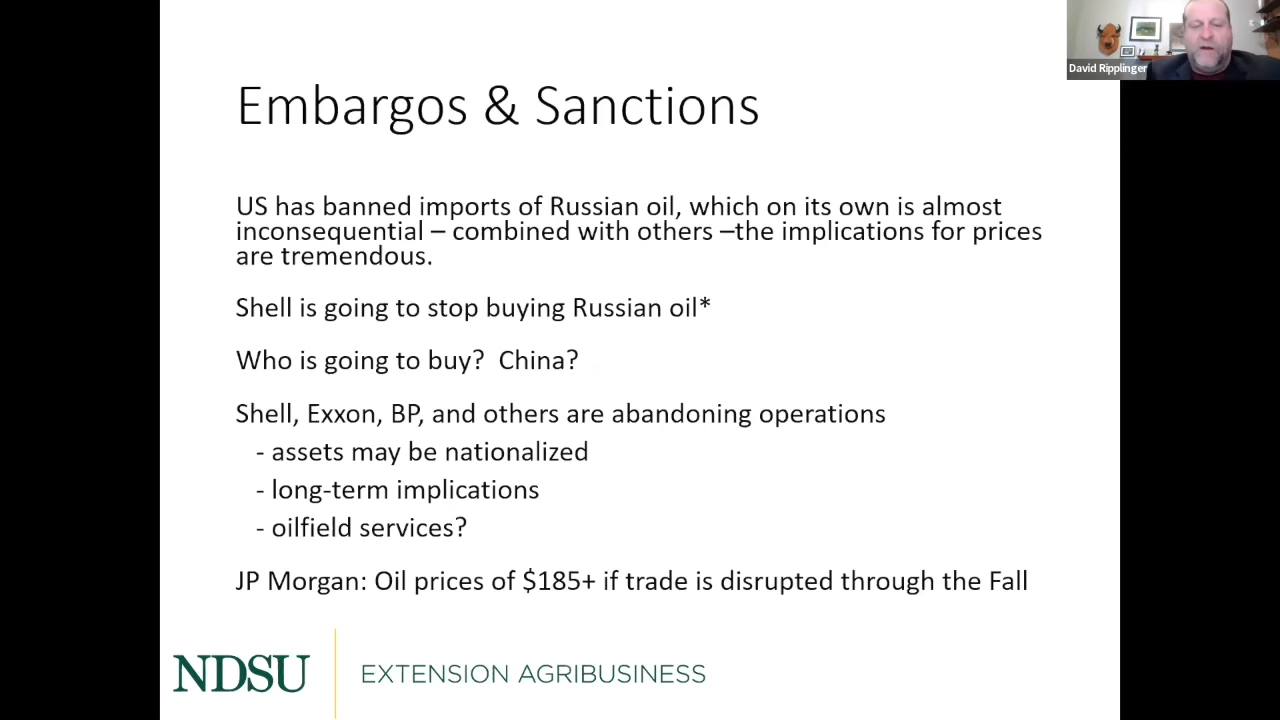 David Ripplinger
Embargos & Sanctions
US has banned imports of Russian oil, which on its own is almost
inconsequential – combined with others –the implications for prices
are tremendous.
Shell is going to stop buying Russian oil*
Who is going to buy?  China?
Shell, Exxon, BP, and others are abandoning operations
- assets may be nationalized
- long-term implications
- oilfield services?
JP Morgan: Oil prices of $185+ if trade is disrupted through the Fall
NDSU
EXTENSION AGRIBUSINESS